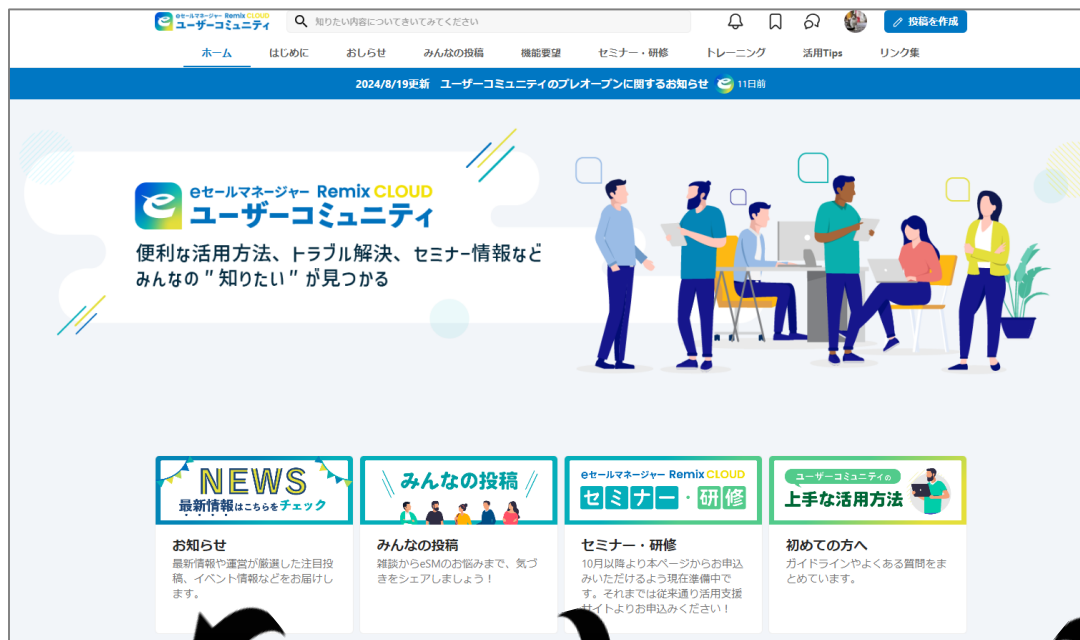 eセールマネージャー Remix CLOUD
ユーザーコミュニティ
知りたい内容についてきいてみてください
投稿を作成
ホーム はじめに おしらせ みんなの投稿 機能要望 セミナー・研修 トレーニング 活用Tips リンク集
2024/8/19更新 ユーザーコミュニティのプレオープンに関するお知らせ 11日前
eセールマネージャー Remix CLOUD
ユーザーコミュニティ
便利な活用方法、トラブル解決、セミナー情報など
みんなの"知りたい"が見つかる
NEWS
最新情報はこちらをチェック
お知らせ
最新情報や運営が厳選した注目投
稿、イベント情報などをお届けし
ます。
みんなの投稿
みんなの投稿
雑談からeSMのお悩みまで、気づ
きをシェアしましょう！
eセールマネージャー Remix CLOUD
セミナー・研修
セミナー・研修
10月以降より本ページからお申込
みいただけるよう現在準備中で
す。それまでは従来通り活用支援
サイトよりお申込みください！
ユーザーコミュニティの
上手な活用方法
初めての方へ
ガイドラインやよくある質問をま
とめています。